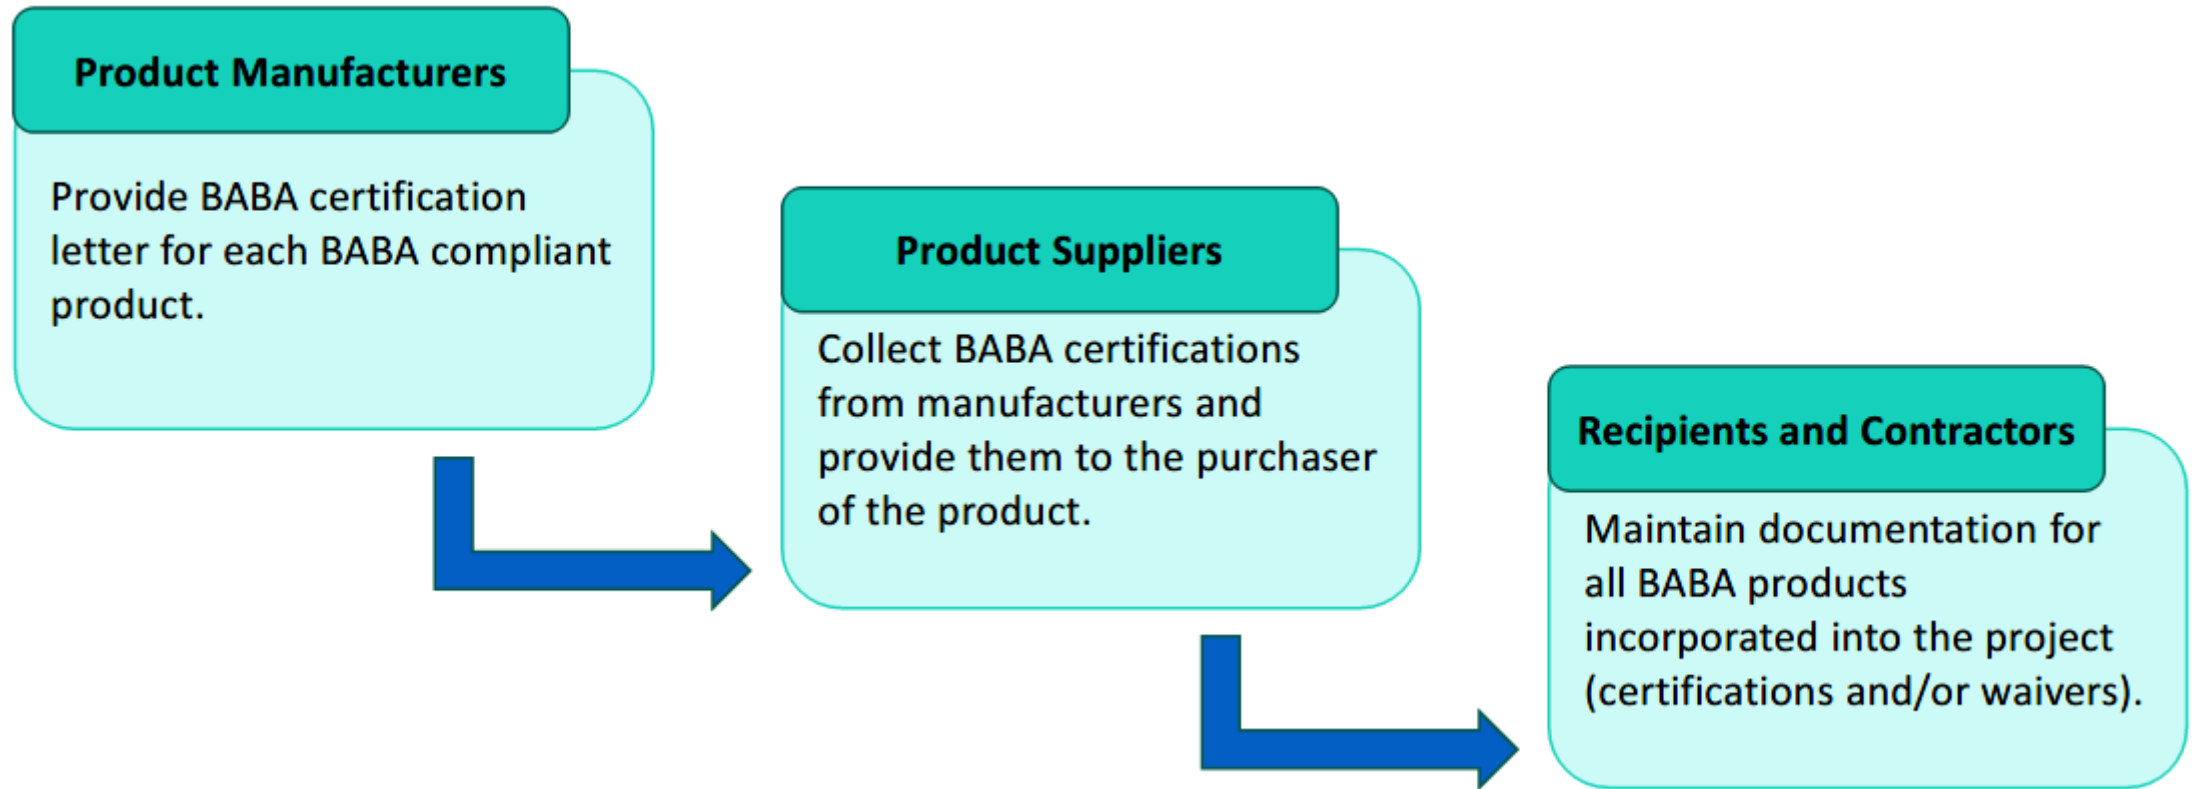 Product Manufacturers
Provide BABA certification
letter for each BABA compliant
product.
Product Suppliers
Collect BABA certifications
from manufacturers and
provide them to the purchaser
of the product.
Recipients and Contractors
Maintain documentation for
all BABA products
incorporated into the project
(certifications and/or waivers).